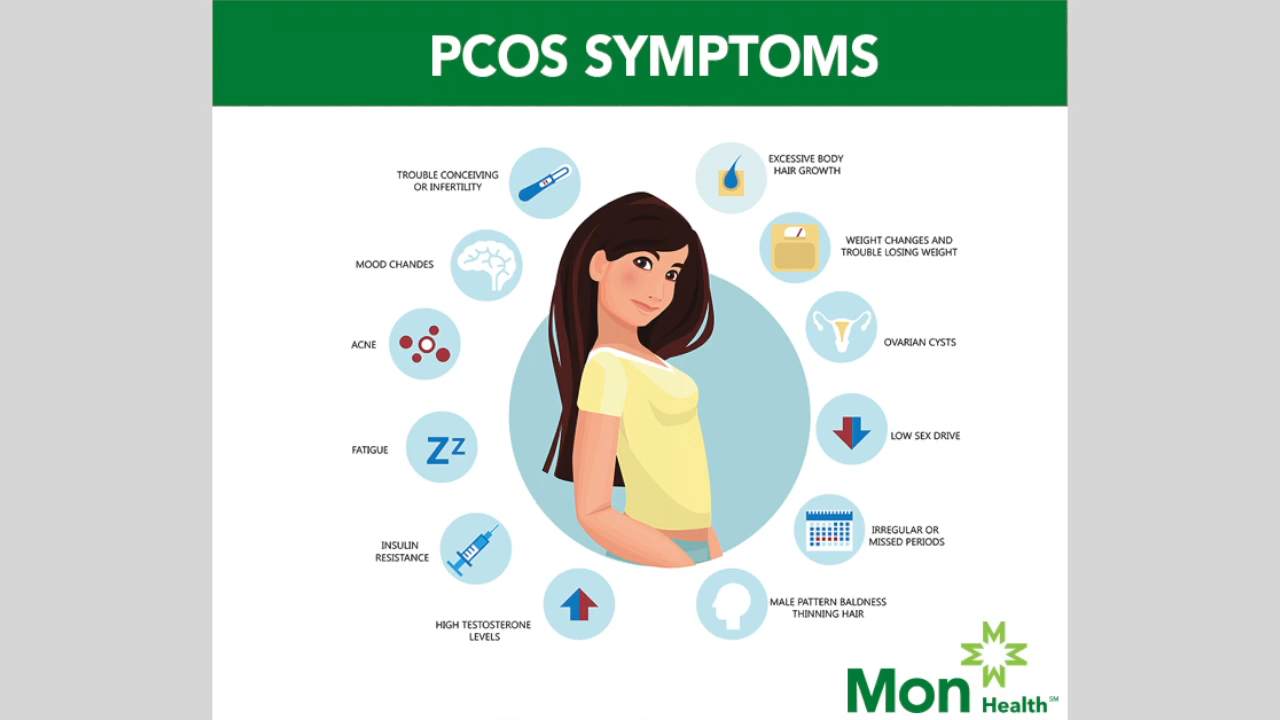 PCOS SYMPTOMS
TROUBLE CONCEIVING
OR INFERTILITY
EXCESSIVE BODY
HAIR GROWTH
MOOD CHANDES
WEIGHT CHANGES AND
TROUBLE LOSING WEIGHT
ACNE
OVARIAN CYSTS
FATIGUE
Zz
LOW SEX DRIVE
INSULIN
RESISTANCE
IRREGULAR OR
MISSED PERIODS
HIGH TESTOSTERONE
LEVELS
MALE PATTERN BALDNESS
THINNING HAIR
Mon
Health℠